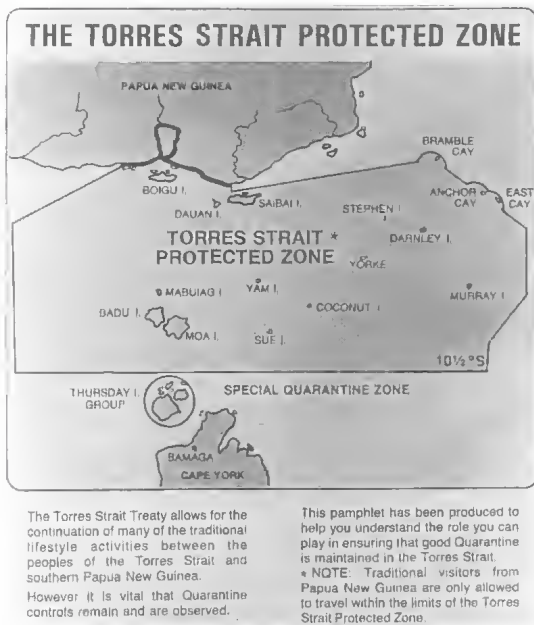 THE TORRES STRAIT PROTECTED ZONE
PAPUA NEW GUINEA
BRAMBLE
CAY
BOIGU I.
ANCHOR
CAY
EAST
CAY
SAIBAI I.
DAUAN I.
STEPHEN I
DARNLEY I.
TORRES STRAIT *
PROTECTED ZONE
YORKE
MABUIAG I
YAM I.
MURRAY I
BADU I.
COCONUT I
MOA I.
SUE I.
10½°S
THURSDAY I.
GROUP
SPECIAL QUARANTINE ZONE
BAMAGA
CAPE YORK
The Torres Strait Treaty allows for the
continuation of many of the traditional
lifestyle activities between the
peoples of the Torres Strait and
southern Papua New Guinea.
However it is vital that Quarantine
controls remain and are observed.
This pamphlet has been produced to
help you understand the role you can
play in ensuring that good Quarantine
is maintained in the Torres Strait.
* NOTE: Traditional visitors from
Papua New Guinea are only allowed
to travel within the limits of the Torres
Strait Protected Zone.